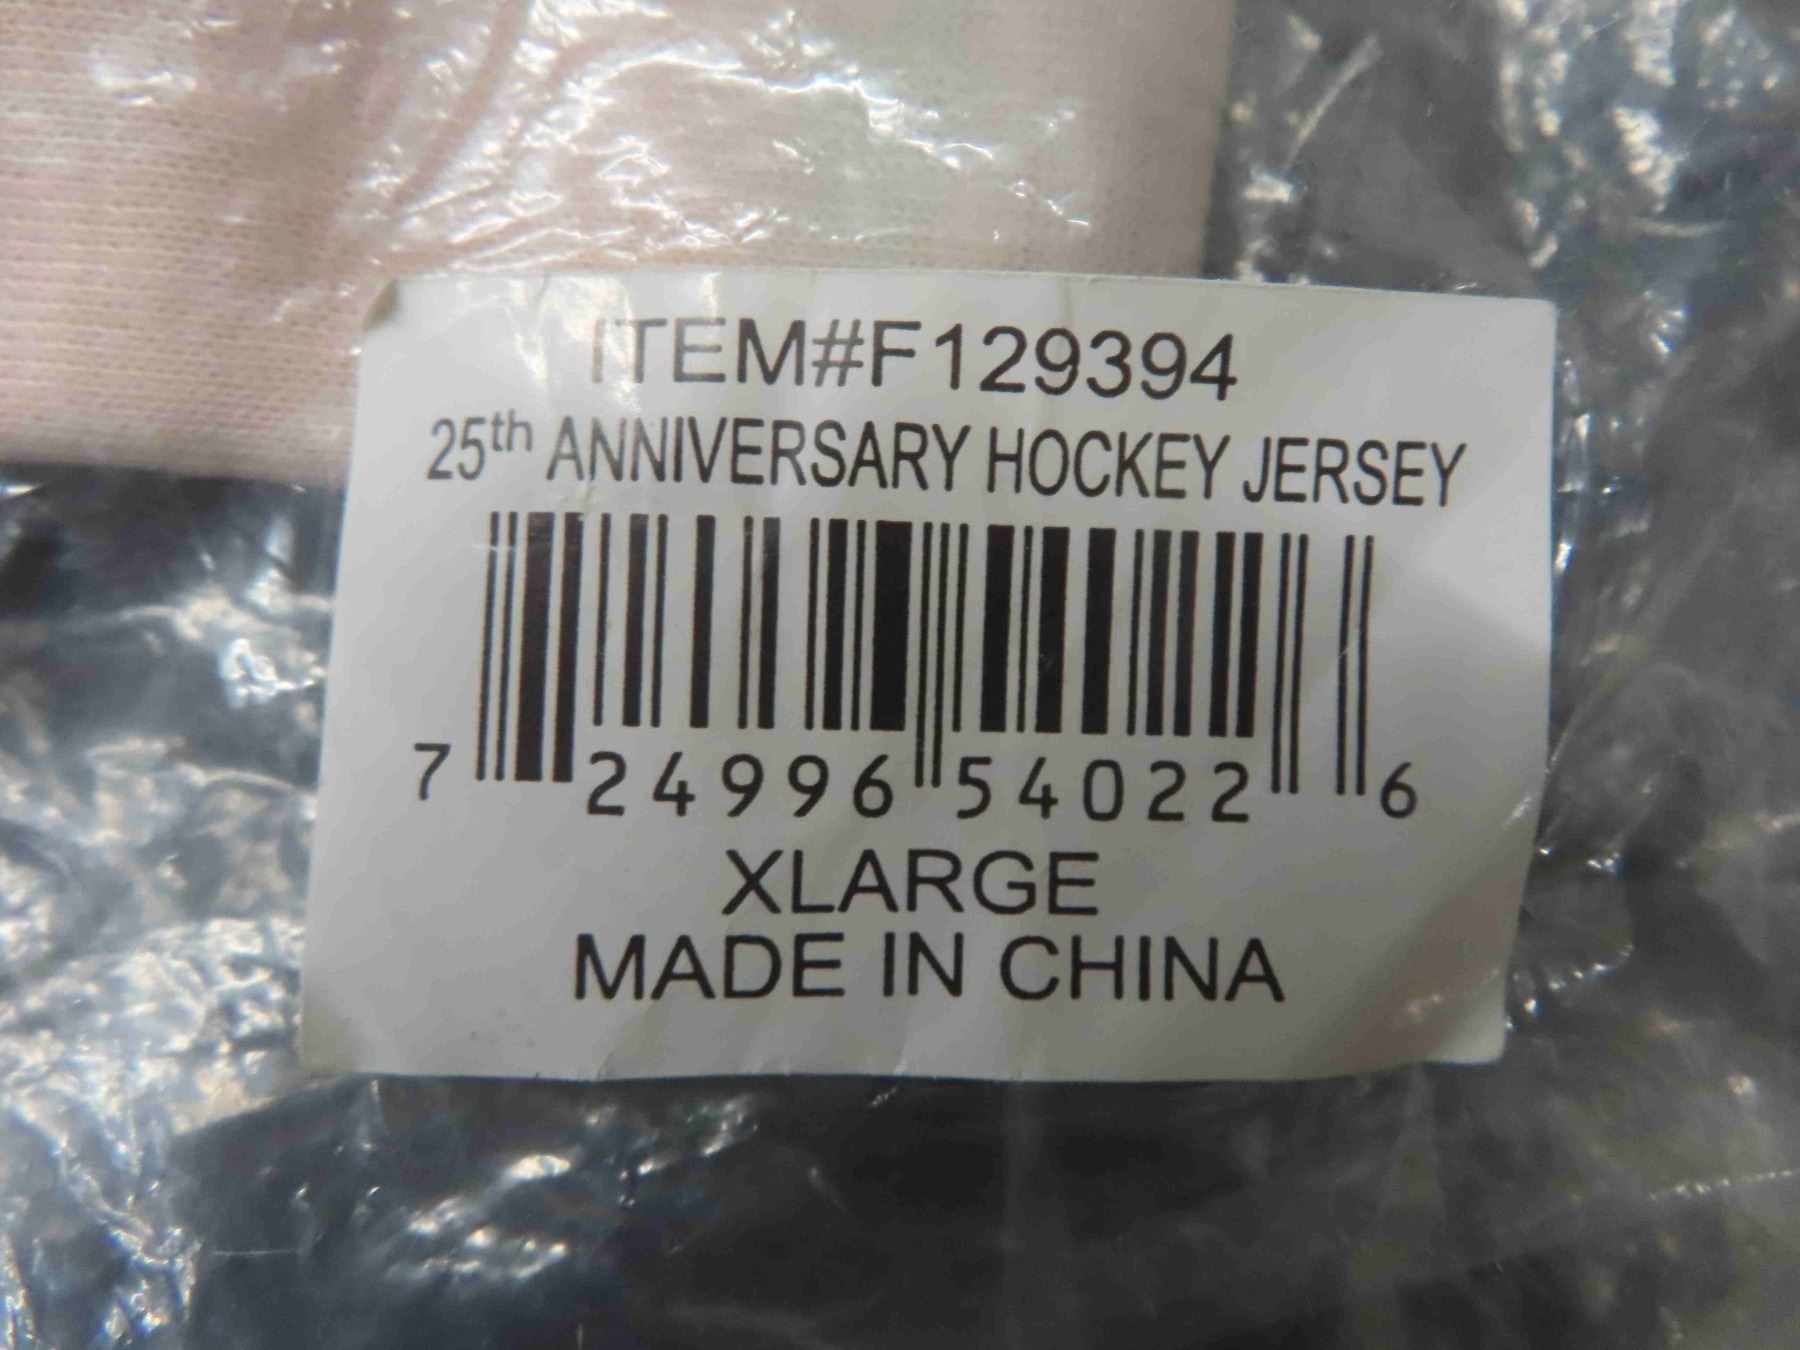 ITEM#F129394
25th ANNIVERSARY HOCKEY JERSEY
7 24996 54022 6
XLARGE
MADE IN CHINA